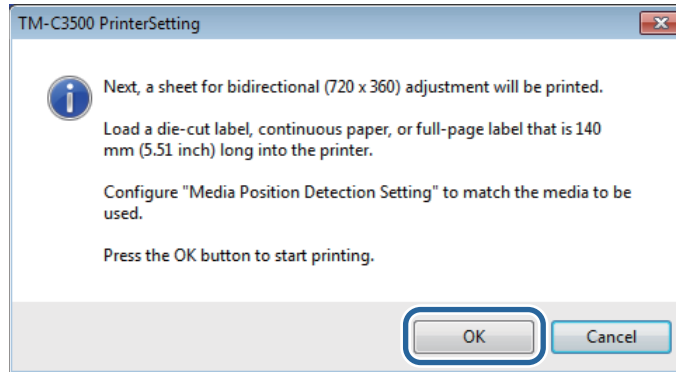 TM-C3500 PrinterSetting
Next, a sheet for bidirectional (720 x 360) adjustment will be printed.
Load a die-cut label, continuous paper, or full-page label that is 140
mm (5.51 inch) long into the printer.
Configure "Media Position Detection Setting" to match the media to be
used.
Press the OK button to start printing.
OK
Cancel